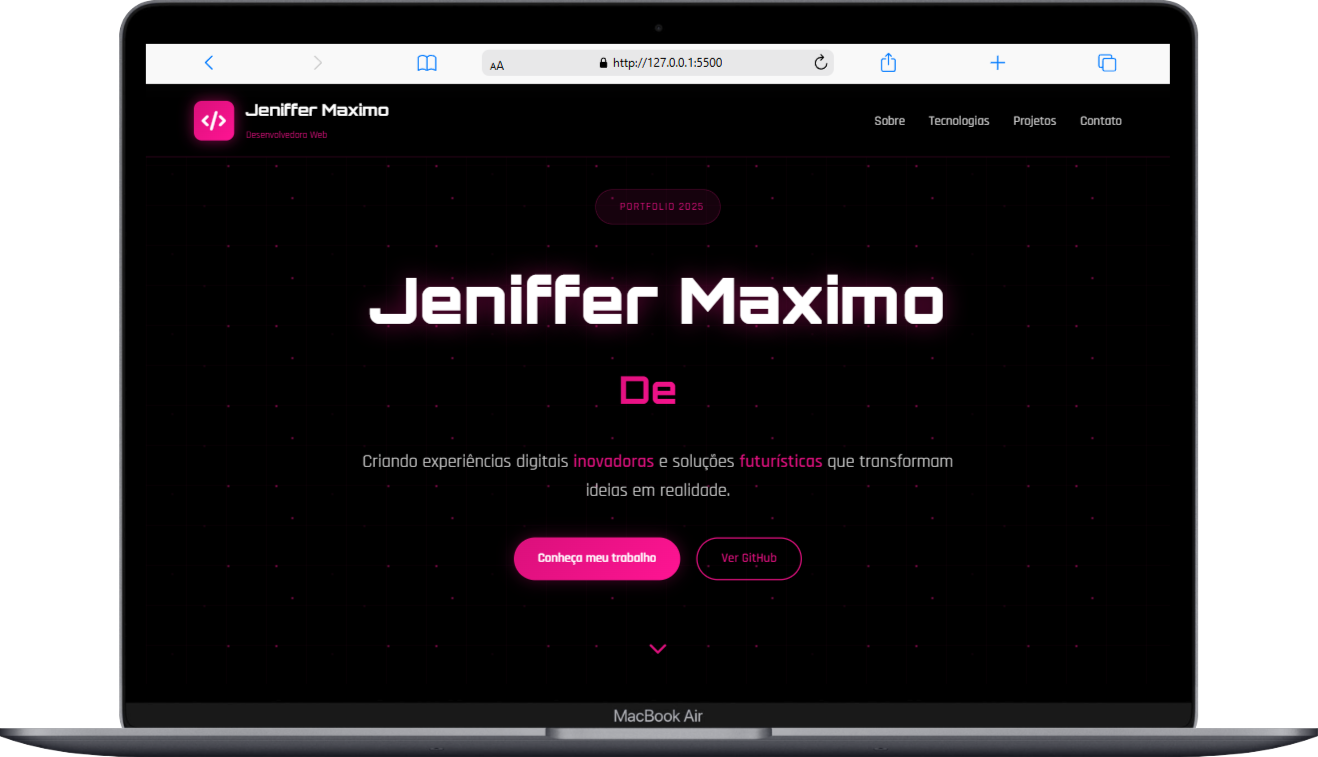 AA
http://127.0.0.1:5500
</>
Jeniffer Maximo
Desenvolvedora Web
Sobre
Tecnologias
Projetos
Contato
PORTFOLIO 2025
Jeniffer Maximo
De
Criando experiências digitais inovadoras e soluções futurísticas que transformam
ideias em realidade.
Conheça meu trabalho
Ver GitHub
MacBook Air